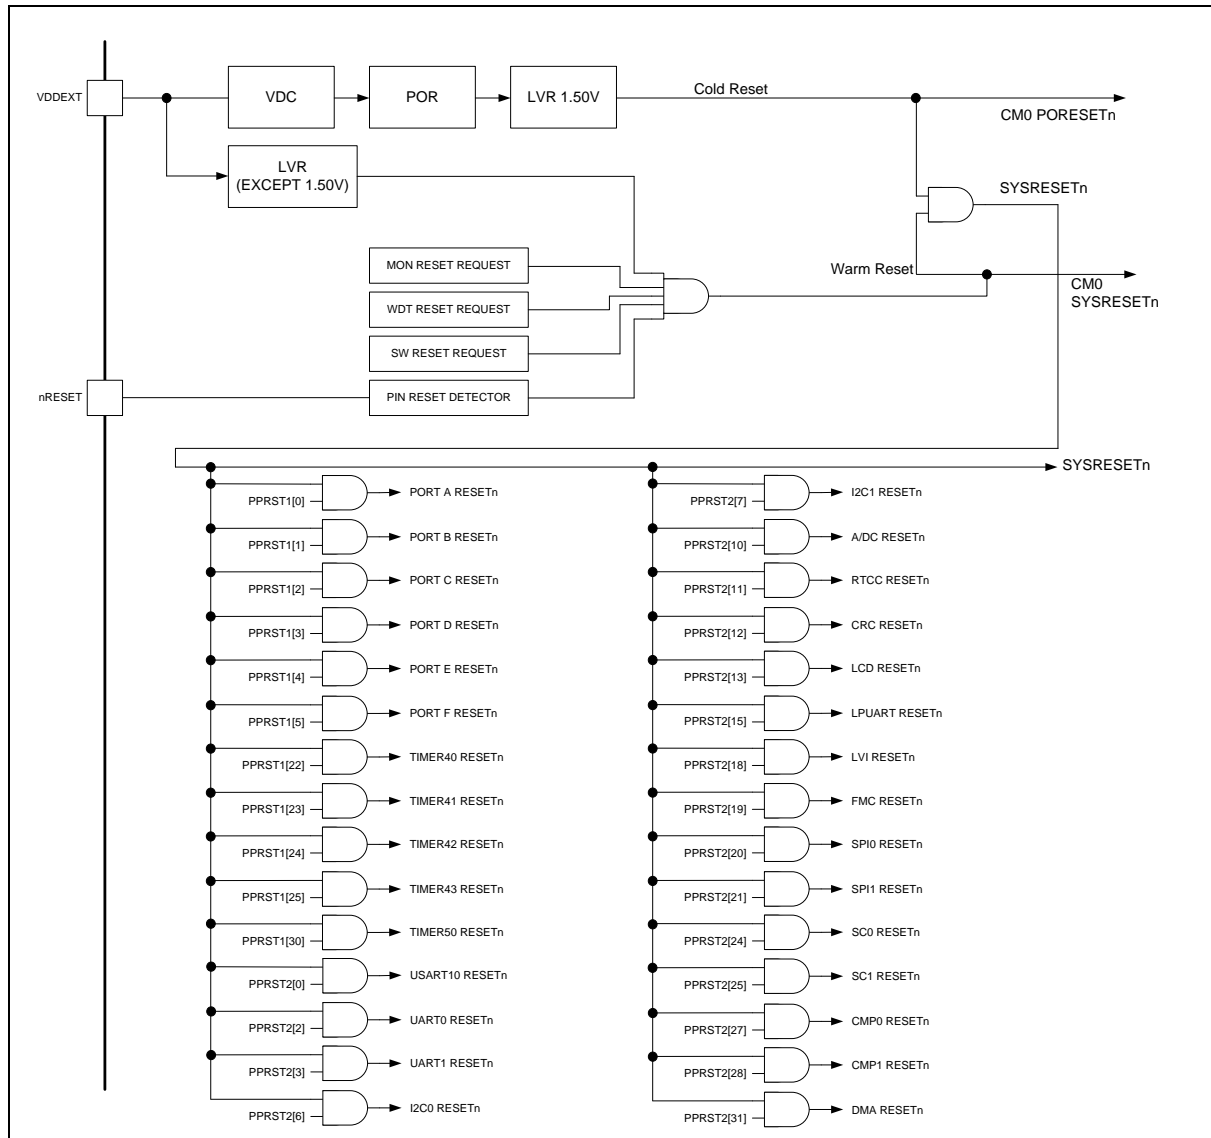 VDDEXT
VDC
POR
LVR 1.50V
Cold Reset
CM0 PORESETn
LVR
(EXCEPT 1.50V)
SYSRESETn
MON RESET REQUEST
Warm Reset
CM0
SYSRESETn
WDT RESET REQUEST
SW RESET REQUEST
nRESET
PIN RESET DETECTOR
SYSRESETn
PPRST1[0]
PORT A RESETn
PPRST1[1]
PORT B RESETn
PPRST1[2]
PORT C RESETn
PPRST1[3]
PORT D RESETn
PPRST1[4]
PORT E RESETn
PPRST1[5]
PORT F RESETn
PPRST1[22]
TIMER40 RESETn
PPRST1[23]
TIMER41 RESETn
PPRST1[24]
TIMER42 RESETn
PPRST1[25]
TIMER43 RESETn
PPRST1[30]
TIMER50 RESETn
PPRST2[0]
USART10 RESETn
PPRST2[2]
UART0 RESETn
PPRST2[3]
UART1 RESETn
PPRST2[6]
I2C0 RESETn
PPRST2[7]
I2C1 RESETn
PPRST2[10]
A/DC RESETn
PPRST2[11]
RTCC RESETn
PPRST2[12]
CRC RESETn
PPRST2[13]
LCD RESETn
PPRST2[15]
LPUART RESETn
PPRST2[18]
LVI RESETn
PPRST2[19]
FMC RESETn
PPRST2[20]
SPI0 RESETn
PPRST2[21]
SPI1 RESETn
PPRST2[24]
SC0 RESETn
PPRST2[25]
SC1 RESETn
PPRST2[27]
CMP0 RESETn
PPRST2[28]
CMP1 RESETn
PPRST2[31]
DMA RESETn